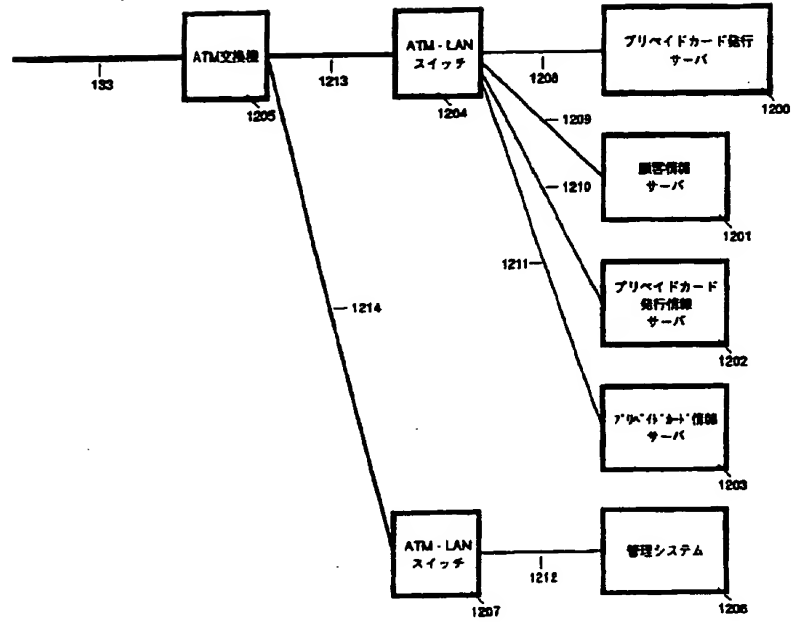 ATM交換機
ATM - LAN
スイッチ
プリペイドカード発行
サーバ
133
1213
1208
1205
1204
1200
1209
顧客情報
サーバ
1210
1201
1211
プリペイドカード
発行情報
サーバ
1214
1202
プリペイドカード情報
サーバ
1203
ATM - LAN
スイッチ
管理システム
1212
1207
1206